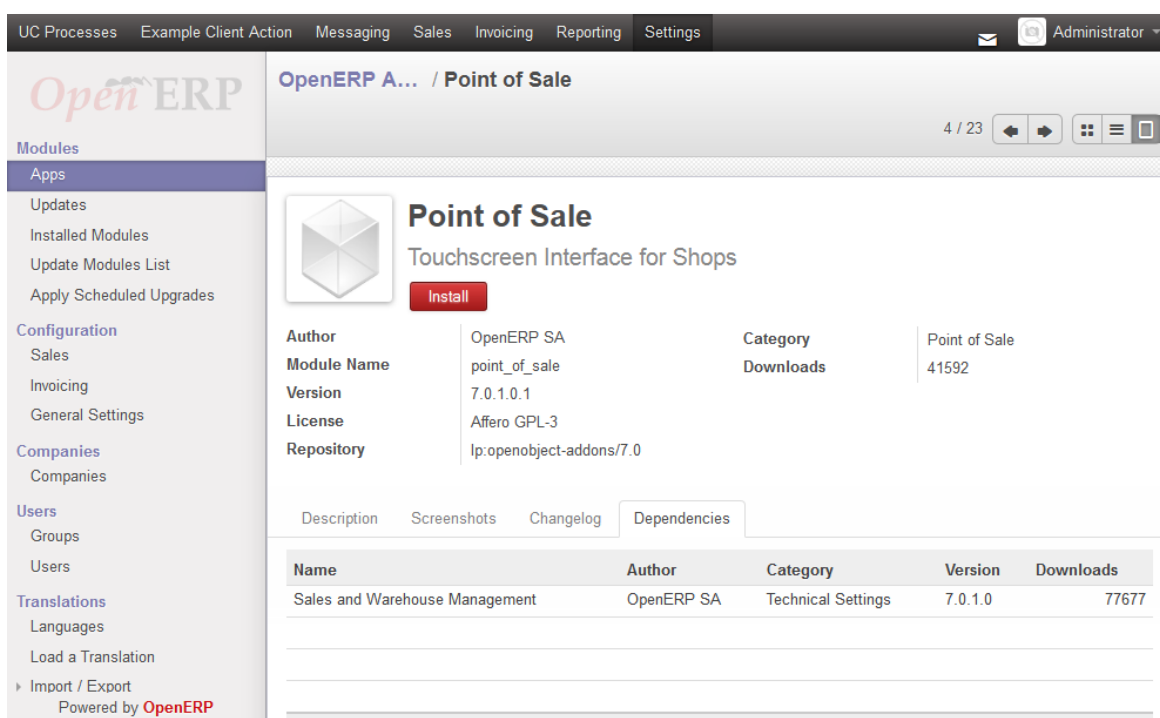 UC Processes Example Client Action Messaging Sales Invoicing Reporting Settings Administrator
OpenERP
Modules
Apps
Updates
Installed Modules
Update Modules List
Apply Scheduled Upgrades
Configuration
Sales
Invoicing
General Settings
Companies
Companies
Users
Groups
Users
Translations
Languages
Load a Translation
Import / Export
Powered by OpenERP
OpenERP A... / Point of Sale
4 / 23
Point of Sale
Touchscreen Interface for Shops
Install
Author OpenERP SA Category Point of Sale
Module Name point_of_sale Downloads 41592
Version 7.0.1.0.1
License Affero GPL-3
Repository lp:openobject-addons/7.0
Description Screenshots Changelog Dependencies
Name Author Category Version Downloads
Sales and Warehouse Management OpenERP SA Technical Settings 7.0.1.0 77677